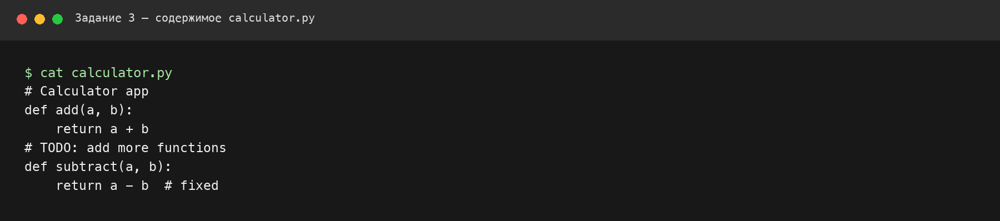 Задание 3 — содержимое calculator.py
$ cat calculator.py
# Calculator app
def add(a, b):
    return a + b
# TODO: add more functions
def subtract(a, b):
    return a − b  # fixed